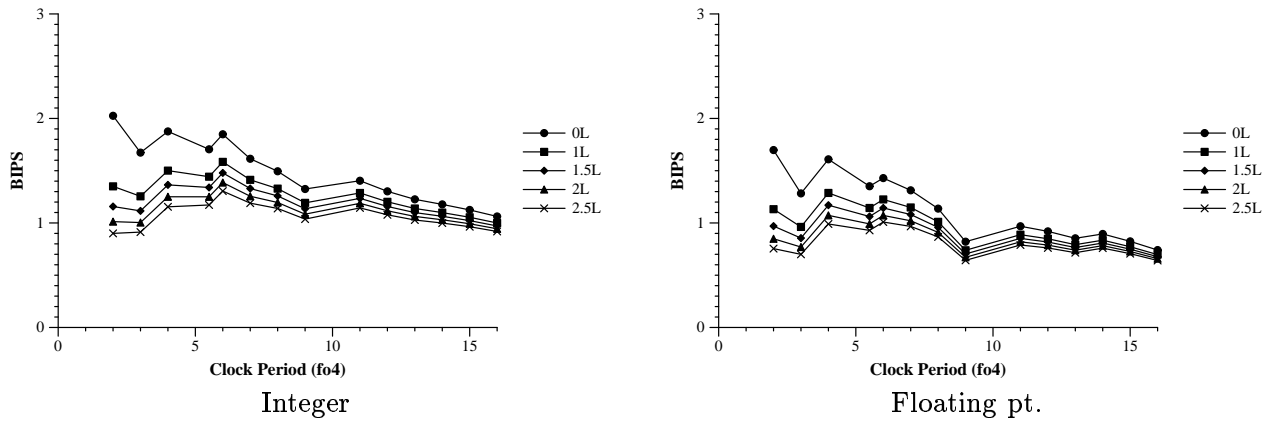 3
2
1
0
BIPS
0
5
10
15
Clock Period (fo4)
0L
1L
1.5L
2L
2.5L
Integer
3
2
1
0
BIPS
0
5
10
15
Clock Period (fo4)
0L
1L
1.5L
2L
2.5L
Floating pt.